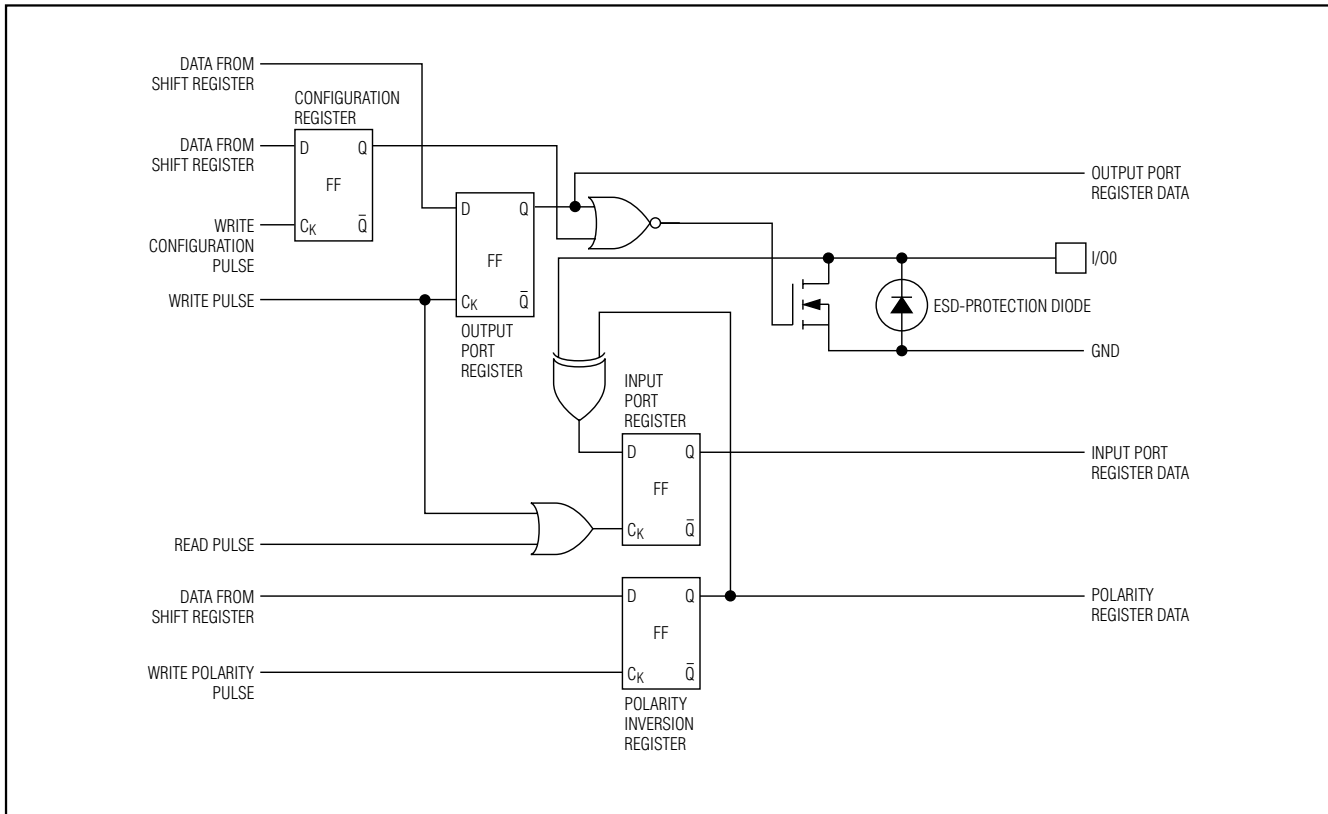 DATA FROM
SHIFT REGISTER
CONFIGURATION
REGISTER
DATA FROM
SHIFT REGISTER
D
Q
FF
WRITE
CONFIGURATION
PULSE
CK
Q̅
OUTPUT PORT
REGISTER DATA
D
Q
FF
WRITE PULSE
CK
Q̅
OUTPUT
PORT
REGISTER
I/O0
ESD-PROTECTION DIODE
GND
INPUT
PORT
REGISTER
D
Q
FF
CK
Q̅
INPUT PORT
REGISTER DATA
READ PULSE
DATA FROM
SHIFT REGISTER
D
Q
FF
CK
Q̅
POLARITY
REGISTER DATA
WRITE POLARITY
PULSE
POLARITY
INVERSION
REGISTER